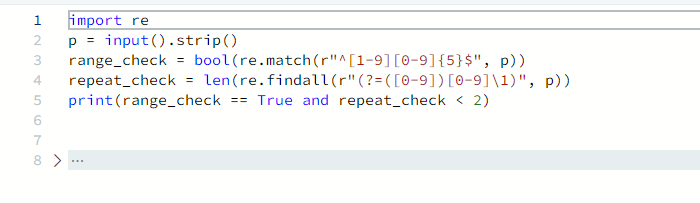 1 import re
2 p = input().strip()
3 range_check = bool(re.match(r"^[1-9][0-9]{5}$", p))
4 repeat_check = len(re.findall(r"(?=([0-9])[0-9]\1)", p))
5 print(range_check == True and repeat_check < 2)
6
7
8 > ...